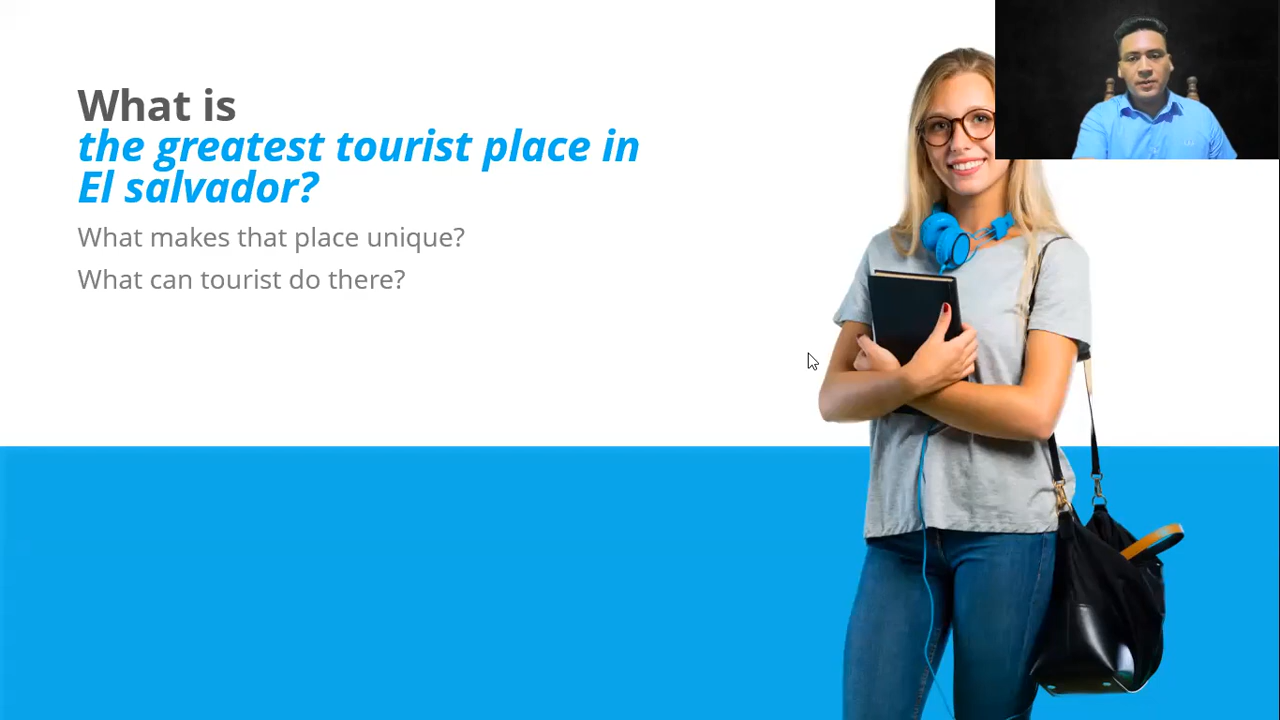 What is
the greatest tourist place in
El salvador?
What makes that place unique?
What can tourist do there?